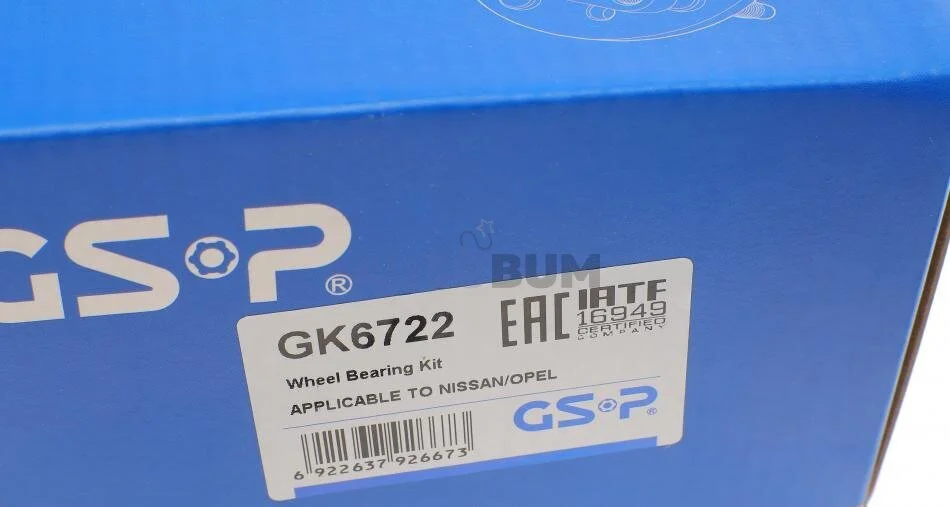 GS·P®
BUM
GK6722
EAC
IATF
16949
CERTIFIED
COMPANY
Wheel Bearing Kit
APPLICABLE TO NISSAN/OPEL
GS·P®
6 922637 926673